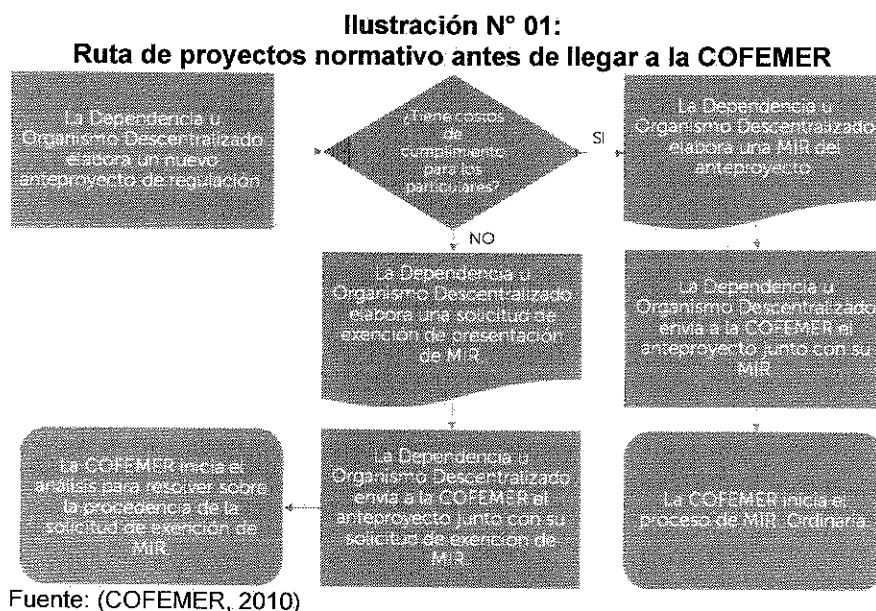 Ilustración N° 01:
Ruta de proyectos normativo antes de llegar a la COFEMER
La Dependencia u
Organismo Descentralizado
elabora un nuevo
anteproyecto de regulación
¿Tiene costos
de
cumplimiento
para los
particulares?
SI
La Dependencia u
Organismo Descentralizado
elabora una MIR del
anteproyecto
NO
La Dependencia u
Organismo Descentralizado
elabora una solicitud de
exención de presentación
de MIR
La Dependencia u
Organismo Descentralizado
envía a la COFEMER el
anteproyecto junto con su
MIR
La COFEMER inicia el
análisis para resolver sobre
la procedencia de la
solicitud de exención de
MIR.
La Dependencia u
Organismo Descentralizado
envía a la COFEMER el
anteproyecto junto con su
solicitud de exención de
MIR
La COFEMER inicia el
proceso de MIR Ordinaria
Fuente: (COFEMER, 2010)